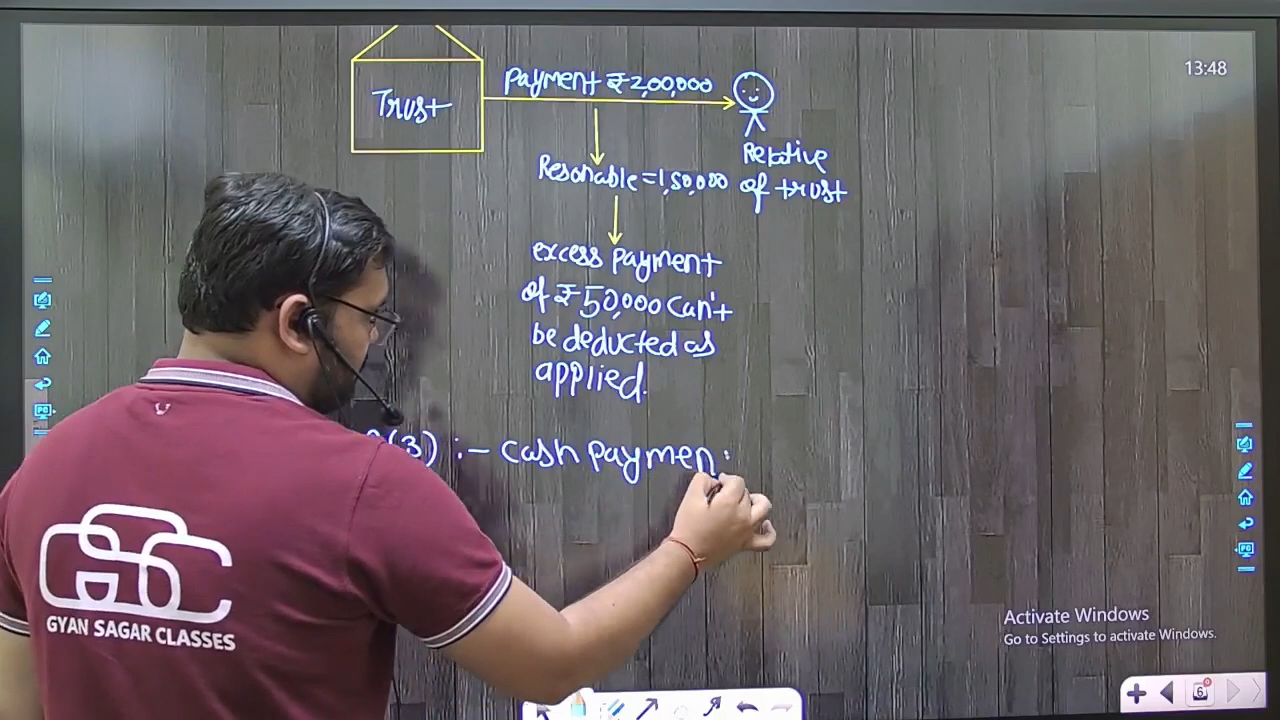 13:48
Payment ₹2,00,000
Trust
Relative
of trust
Resonable=1,50,000
excess payment
of ₹50,000 can't
be deducted as
applied.
(3) :- cash paymen
GSC
GYAN SAGAR CLASSES
Activate Windows
Go to Settings to activate Windows.
6